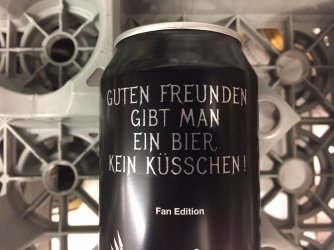 GUTEN FREUNDEN
GIBT MAN
EIN BIER,
KEIN KÜSSCHEN!
Fan Edition